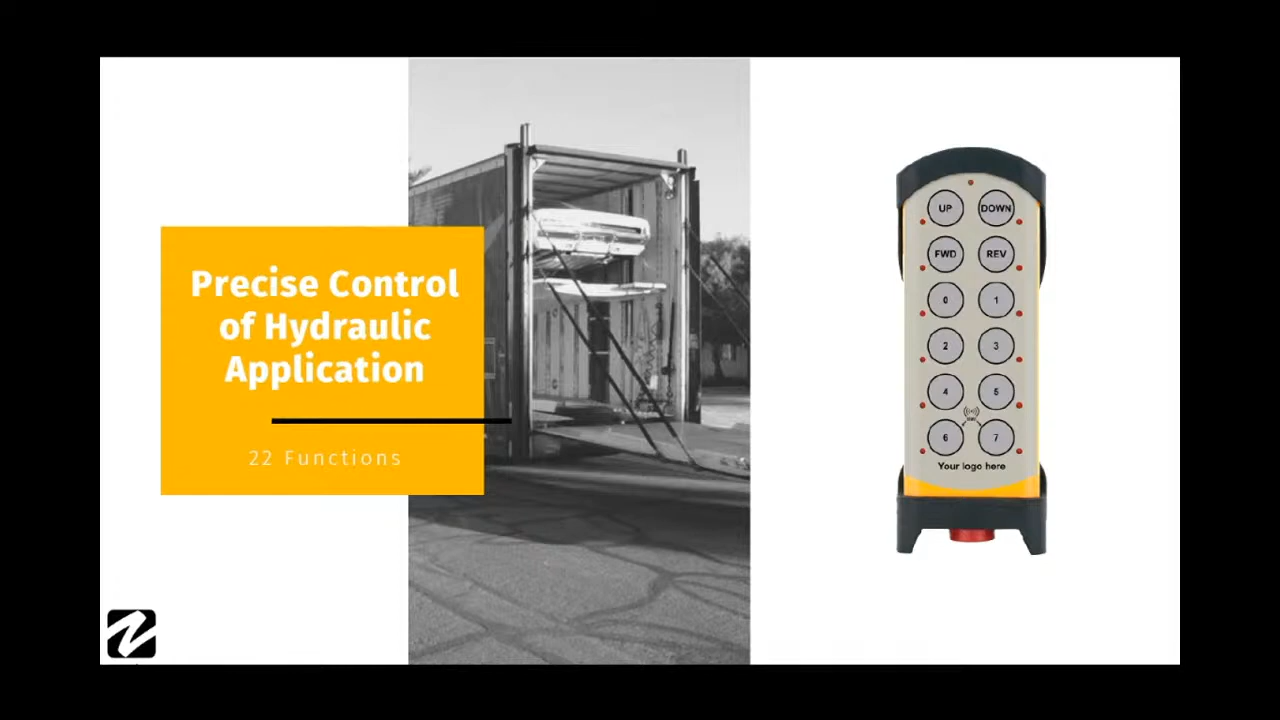 Precise Control
of Hydraulic
Application
22 Functions
UP DOWN
FWD REV
0 1
2 3
4 5
6 7
Your logo here